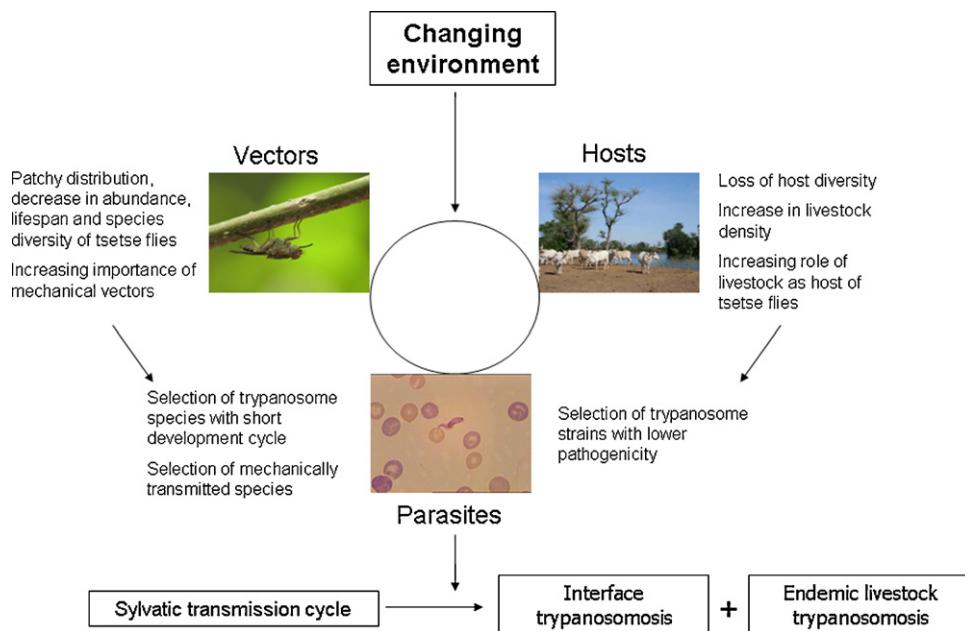 Changing
environment
Vectors
Hosts
Patchy distribution,
decrease in abundance,
lifespan and species
diversity of tsetse flies
Increasing importance of
mechanical vectors
Loss of host diversity
Increase in livestock
density
Increasing role of
livestock as host of
tsetse flies
Selection of trypanosome
species with short
development cycle
Selection of mechanically
transmitted species
Selection of trypanosome
strains with lower
pathogenicity
Parasites
Sylvatic transmission cycle
Interface
trypanosomosis
+
Endemic livestock
trypanosomosis